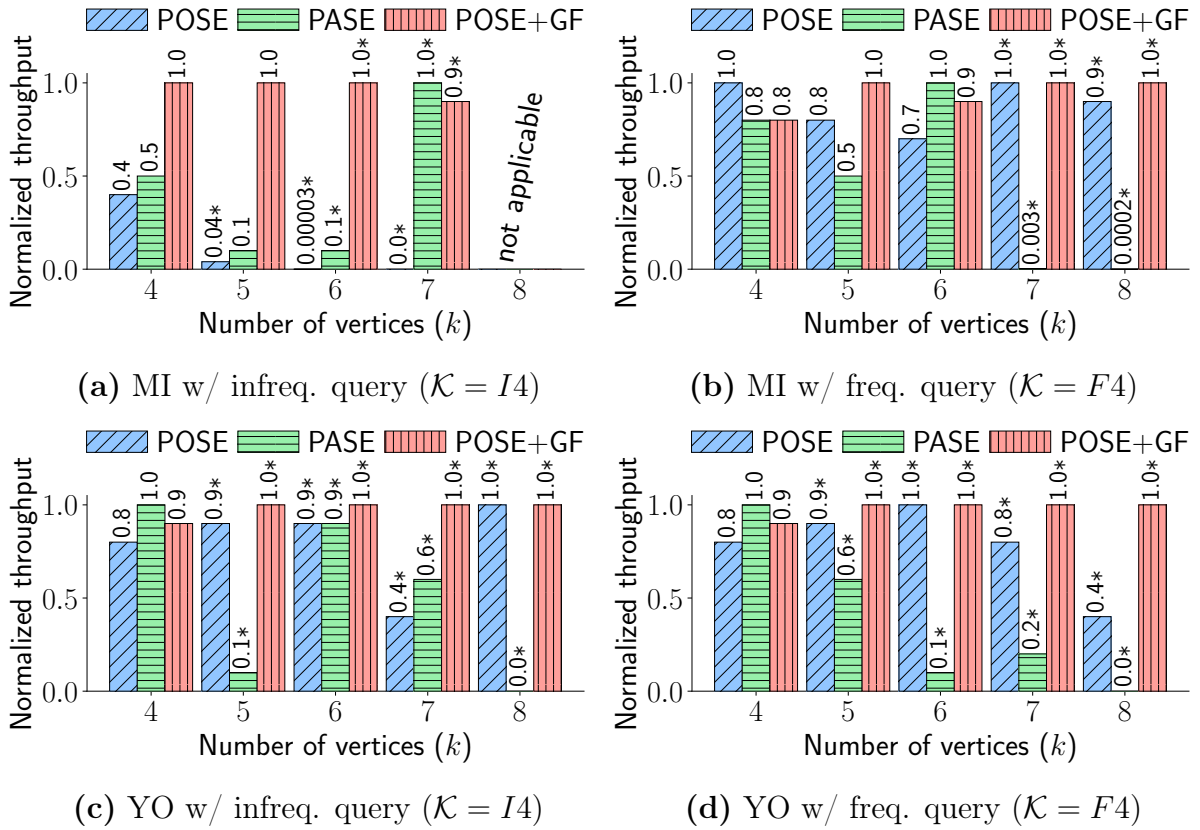 POSE PASE POSE+GF
Normalized throughput
1.0
0.5
0.0
0.4 0.5 1.0
0.04* 0.1 1.0
0.00003* 0.1* 1.0*
0.0* 1.0* 0.9*
not applicable
4 5 6 7 8
Number of vertices (k)
(a) MI w/ infreq. query (𝒦 = I4)
POSE PASE POSE+GF
Normalized throughput
1.0
0.5
0.0
1.0 0.8 0.8
0.8 0.5 1.0
0.7 1.0 0.9
1.0* 0.003* 1.0*
0.9* 0.0002* 1.0*
4 5 6 7 8
Number of vertices (k)
(b) MI w/ freq. query (𝒦 = F4)
POSE PASE POSE+GF
Normalized throughput
1.0
0.5
0.0
0.8 1.0 0.9
0.9* 0.1* 1.0*
0.9* 0.9* 1.0*
0.4* 0.6* 1.0*
1.0* 0.0* 1.0*
4 5 6 7 8
Number of vertices (k)
(c) YO w/ infreq. query (𝒦 = I4)
POSE PASE POSE+GF
Normalized throughput
1.0
0.5
0.0
0.8 1.0 0.9
0.9* 0.6* 1.0*
1.0* 0.1* 1.0*
0.8* 0.2* 1.0*
0.4* 0.0* 1.0*
4 5 6 7 8
Number of vertices (k)
(d) YO w/ freq. query (𝒦 = F4)